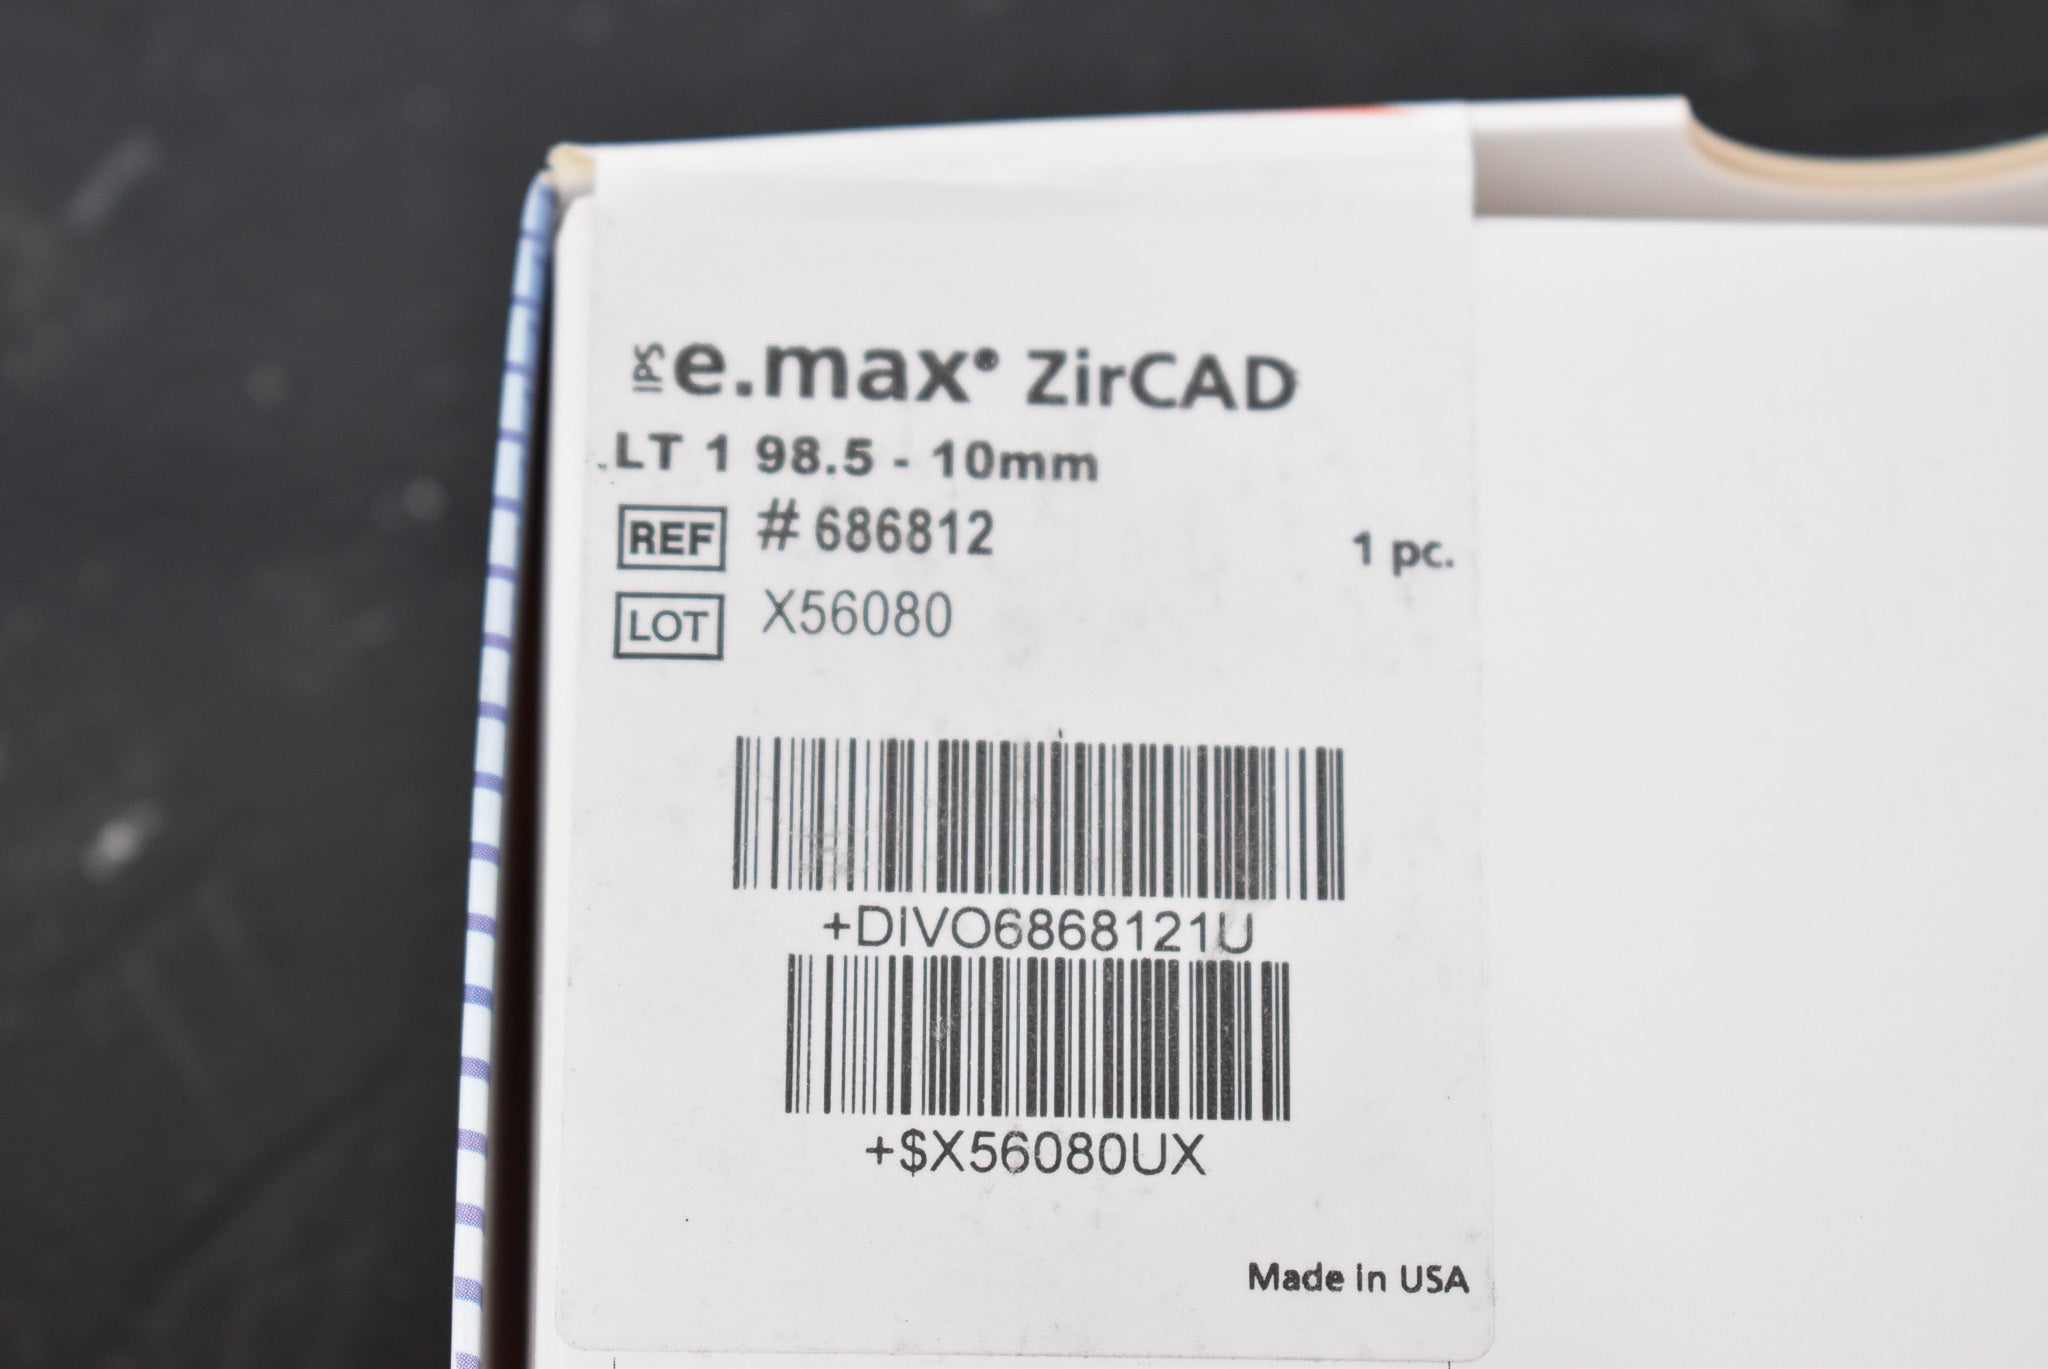 IPS e.max® ZirCAD
LT 1 98.5 - 10mm
REF # 686812 1 pc.
LOT X56080
+DIVO6868121U
+$X56080UX
Made in USA